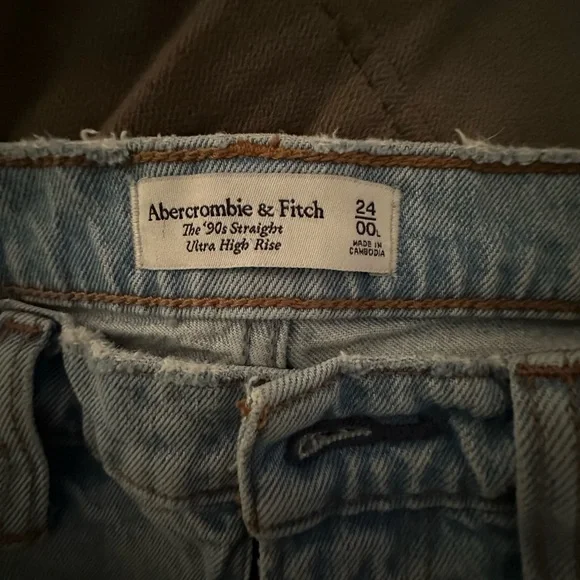 Abercrombie & Fitch
The '90s Straight
Ultra High Rise
24
00L
MADE IN
CAMBODIA